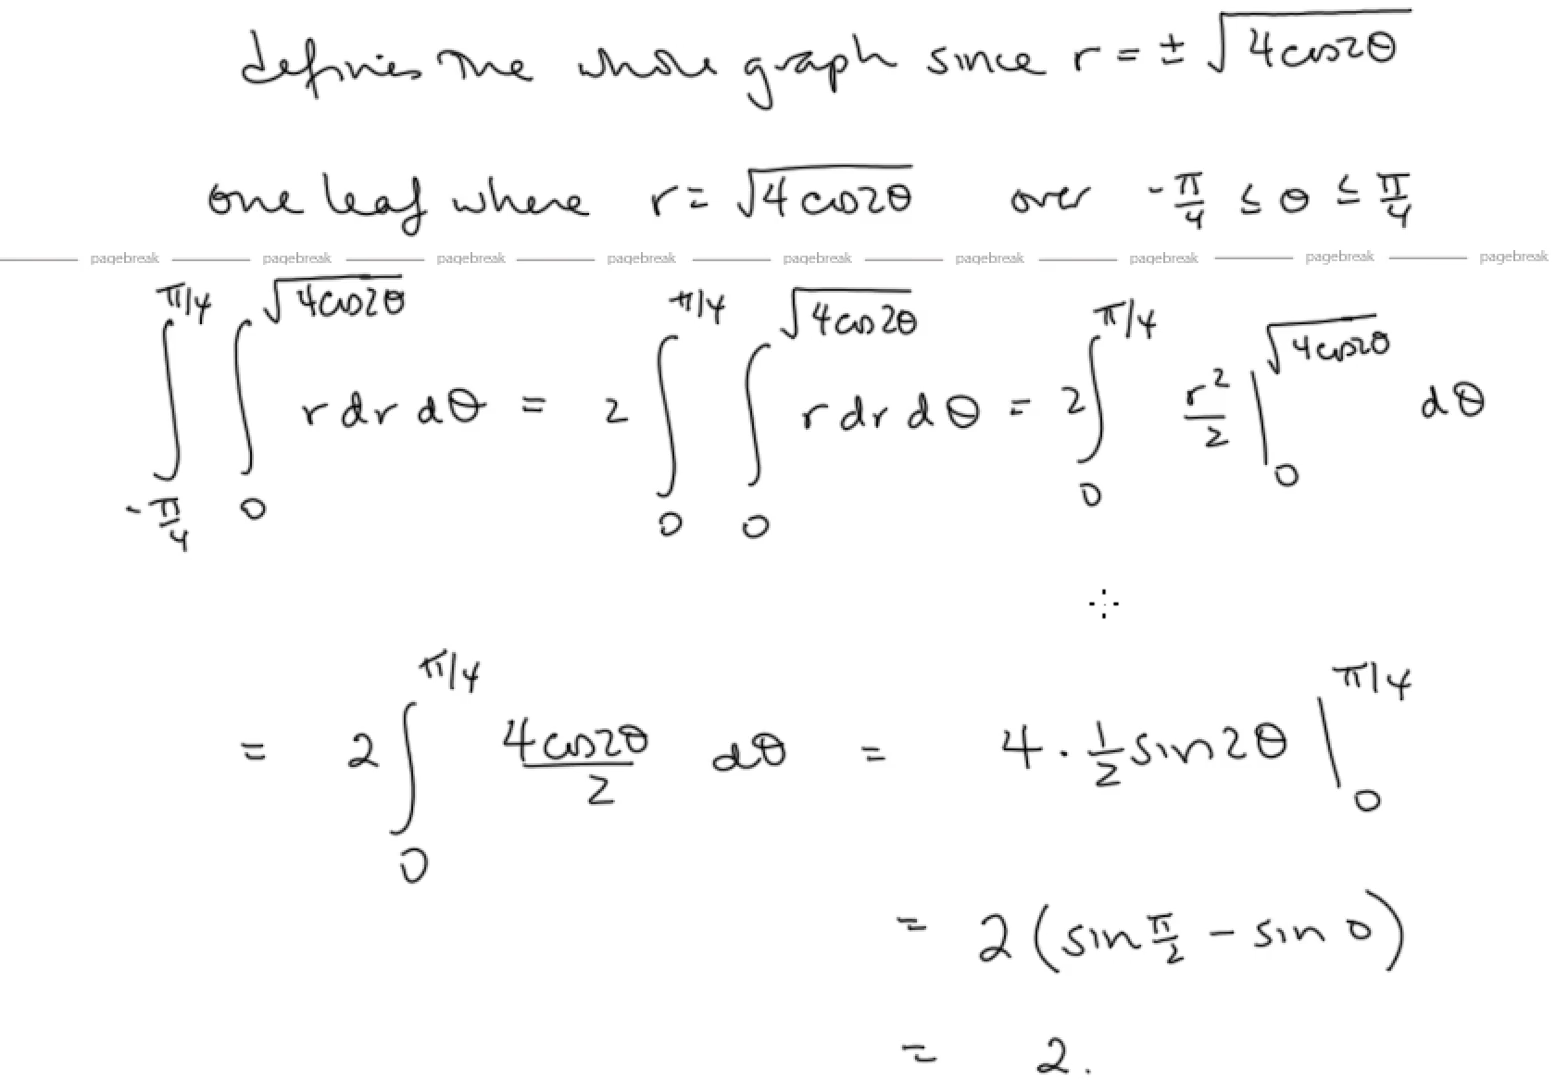 defines the whole graph since r = ± √4cos2θ
one leaf where r = √4cos2θ over -π/4 ≤ θ ≤ π/4
pagebreak pagebreak pagebreak pagebreak pagebreak pagebreak pagebreak pagebreak pagebreak
∫_{-π/4}^{π/4} ∫_0^{√4cos2θ} r dr dθ = 2 ∫_0^{π/4} ∫_0^{√4cos2θ} r dr dθ = 2 ∫_0^{π/4} r²/2 |_0^{√4cos2θ} dθ
= 2 ∫_0^{π/4} 4cos2θ/2 dθ = 4 · 1/2 sin2θ |_0^{π/4}
= 2 (sin π/2 - sin 0)
= 2.